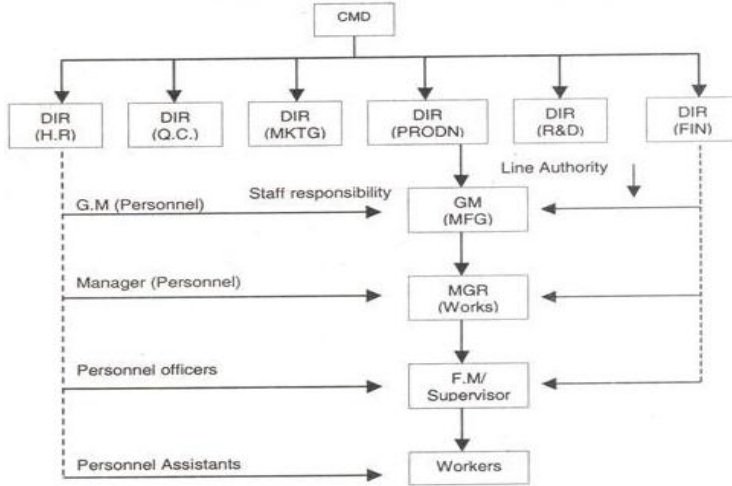 CMD
DIR
(H.R)
DIR
(Q.C.)
DIR
(MKTG)
DIR
(PRODN)
DIR
(R&D)
DIR
(FIN)
Line Authority
Staff responsibility
G.M (Personnel)
GM
(MFG)
Manager (Personnel)
MGR
(Works)
Personnel officers
F.M/
Supervisor
Personnel Assistants
Workers